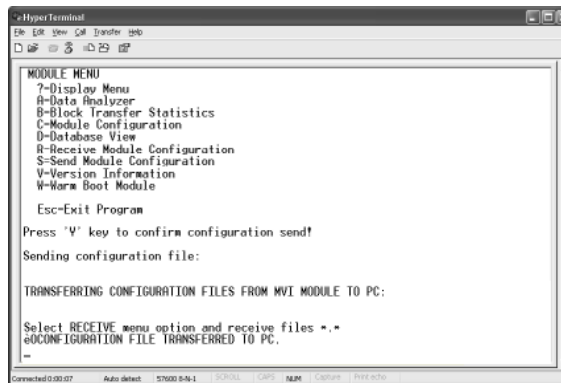 HyperTerminal
File Edit View Call Transfer Help
MODULE MENU
?=Display Menu
A=Data Analyzer
B=Block Transfer Statistics
C=Module Configuration
D=Database View
R=Receive Module Configuration
S=Send Module Configuration
V=Version Information
W=Warm Boot Module
Esc=Exit Program
Press 'Y' key to confirm configuration send!
Sending configuration file:
TRANSFERRING CONFIGURATION FILES FROM MVI MODULE TO PC:
Select RECEIVE menu option and receive files *.*
èOCONFIGURATION FILE TRANSFERRED TO PC.
_
Connected 0:00:07 Auto detect 57600 8-N-1 SCROLL CAPS NUM Capture Print echo